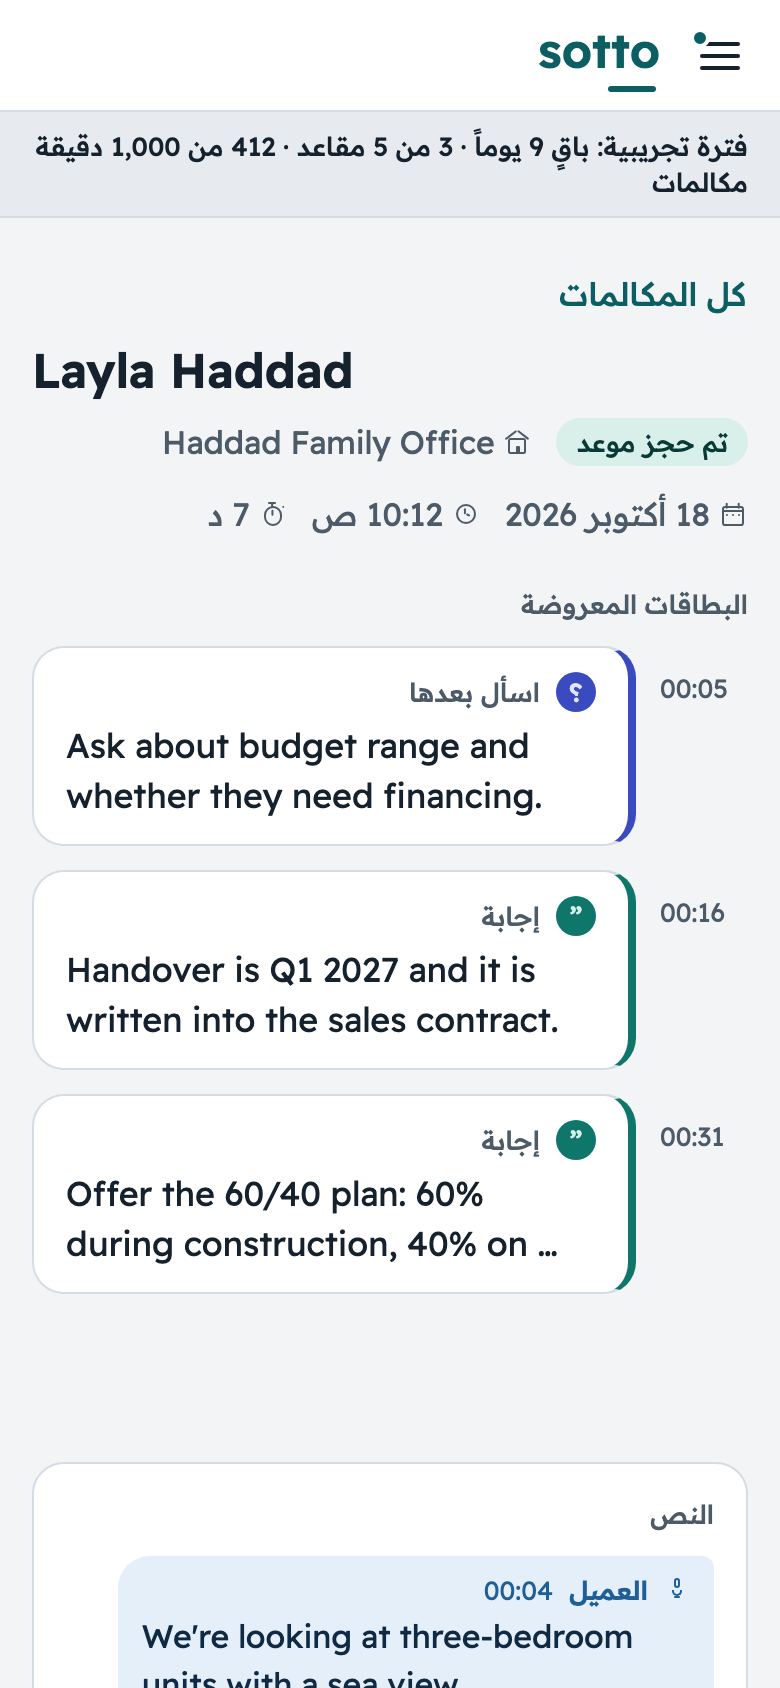 sotto
فترة تجريبية: باقٍ 9 يوماً · 3 من 5 مقاعد · 412 من 1,000 دقيقة
مكالمات
كل المكالمات
Layla Haddad
تم حجز موعد Haddad Family Office
18 أكتوبر 2026 10:12 ص 7 د
البطاقات المعروضة
00:05
؟ اسأل بعدها
Ask about budget range and
whether they need financing.
00:16
” إجابة
Handover is Q1 2027 and it is
written into the sales contract.
00:31
” إجابة
Offer the 60/40 plan: 60%
during construction, 40% on ...
النص
العميل 00:04
We're looking at three-bedroom
units with a sea view